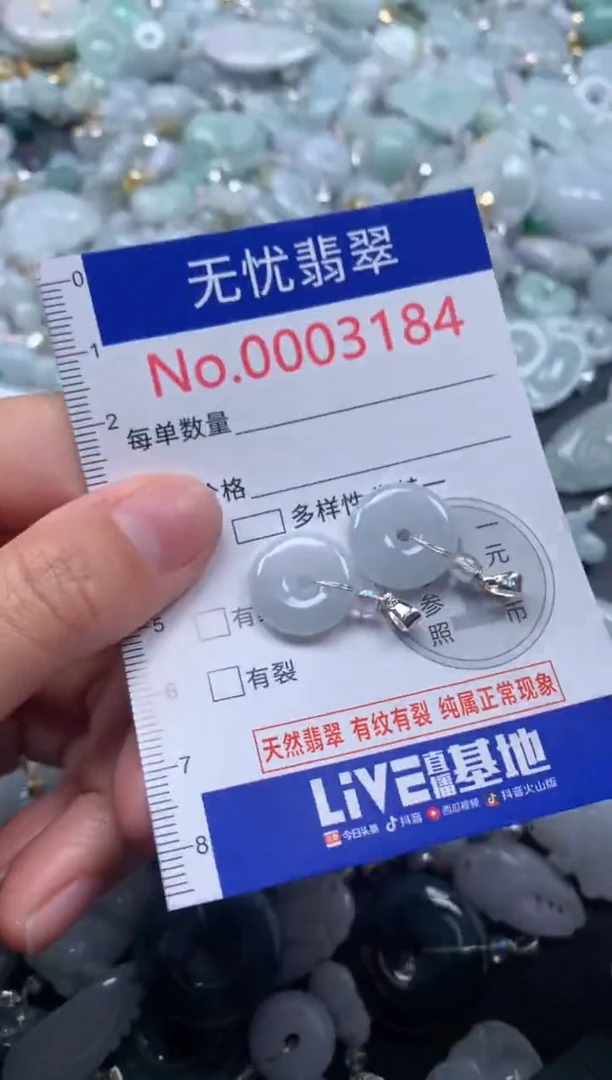 无忧翡翠
No.0003184
0
1
2
每单数量
格
多样性
一元
币
参照
5
有
6
有裂
天然翡翠 有纹有裂 纯属正常现象
7
LiVE直播基地
8
今日头条 抖音 西瓜视频 抖音火山版